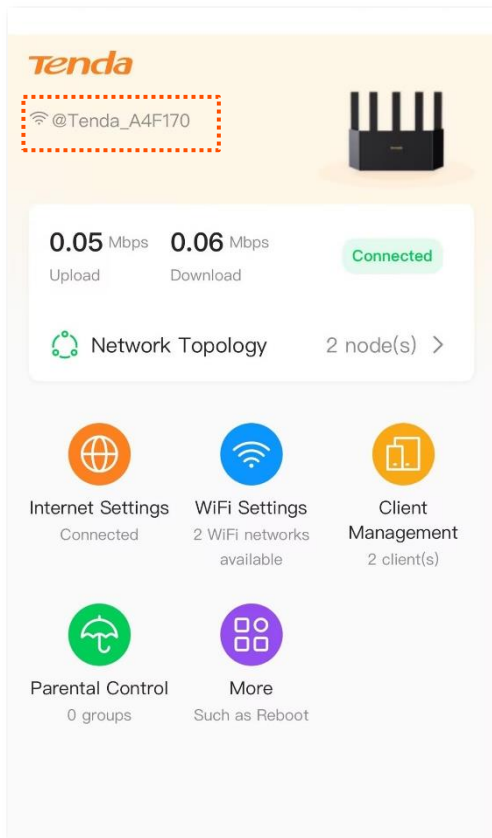 Tenda
@Tenda_A4F170
0.05 Mbps 0.06 Mbps
Upload Download
Connected
Network Topology 2 node(s)
Internet Settings WiFi Settings Client Management
Connected 2 WiFi networks available 2 client(s)
Parental Control More
0 groups Such as Reboot